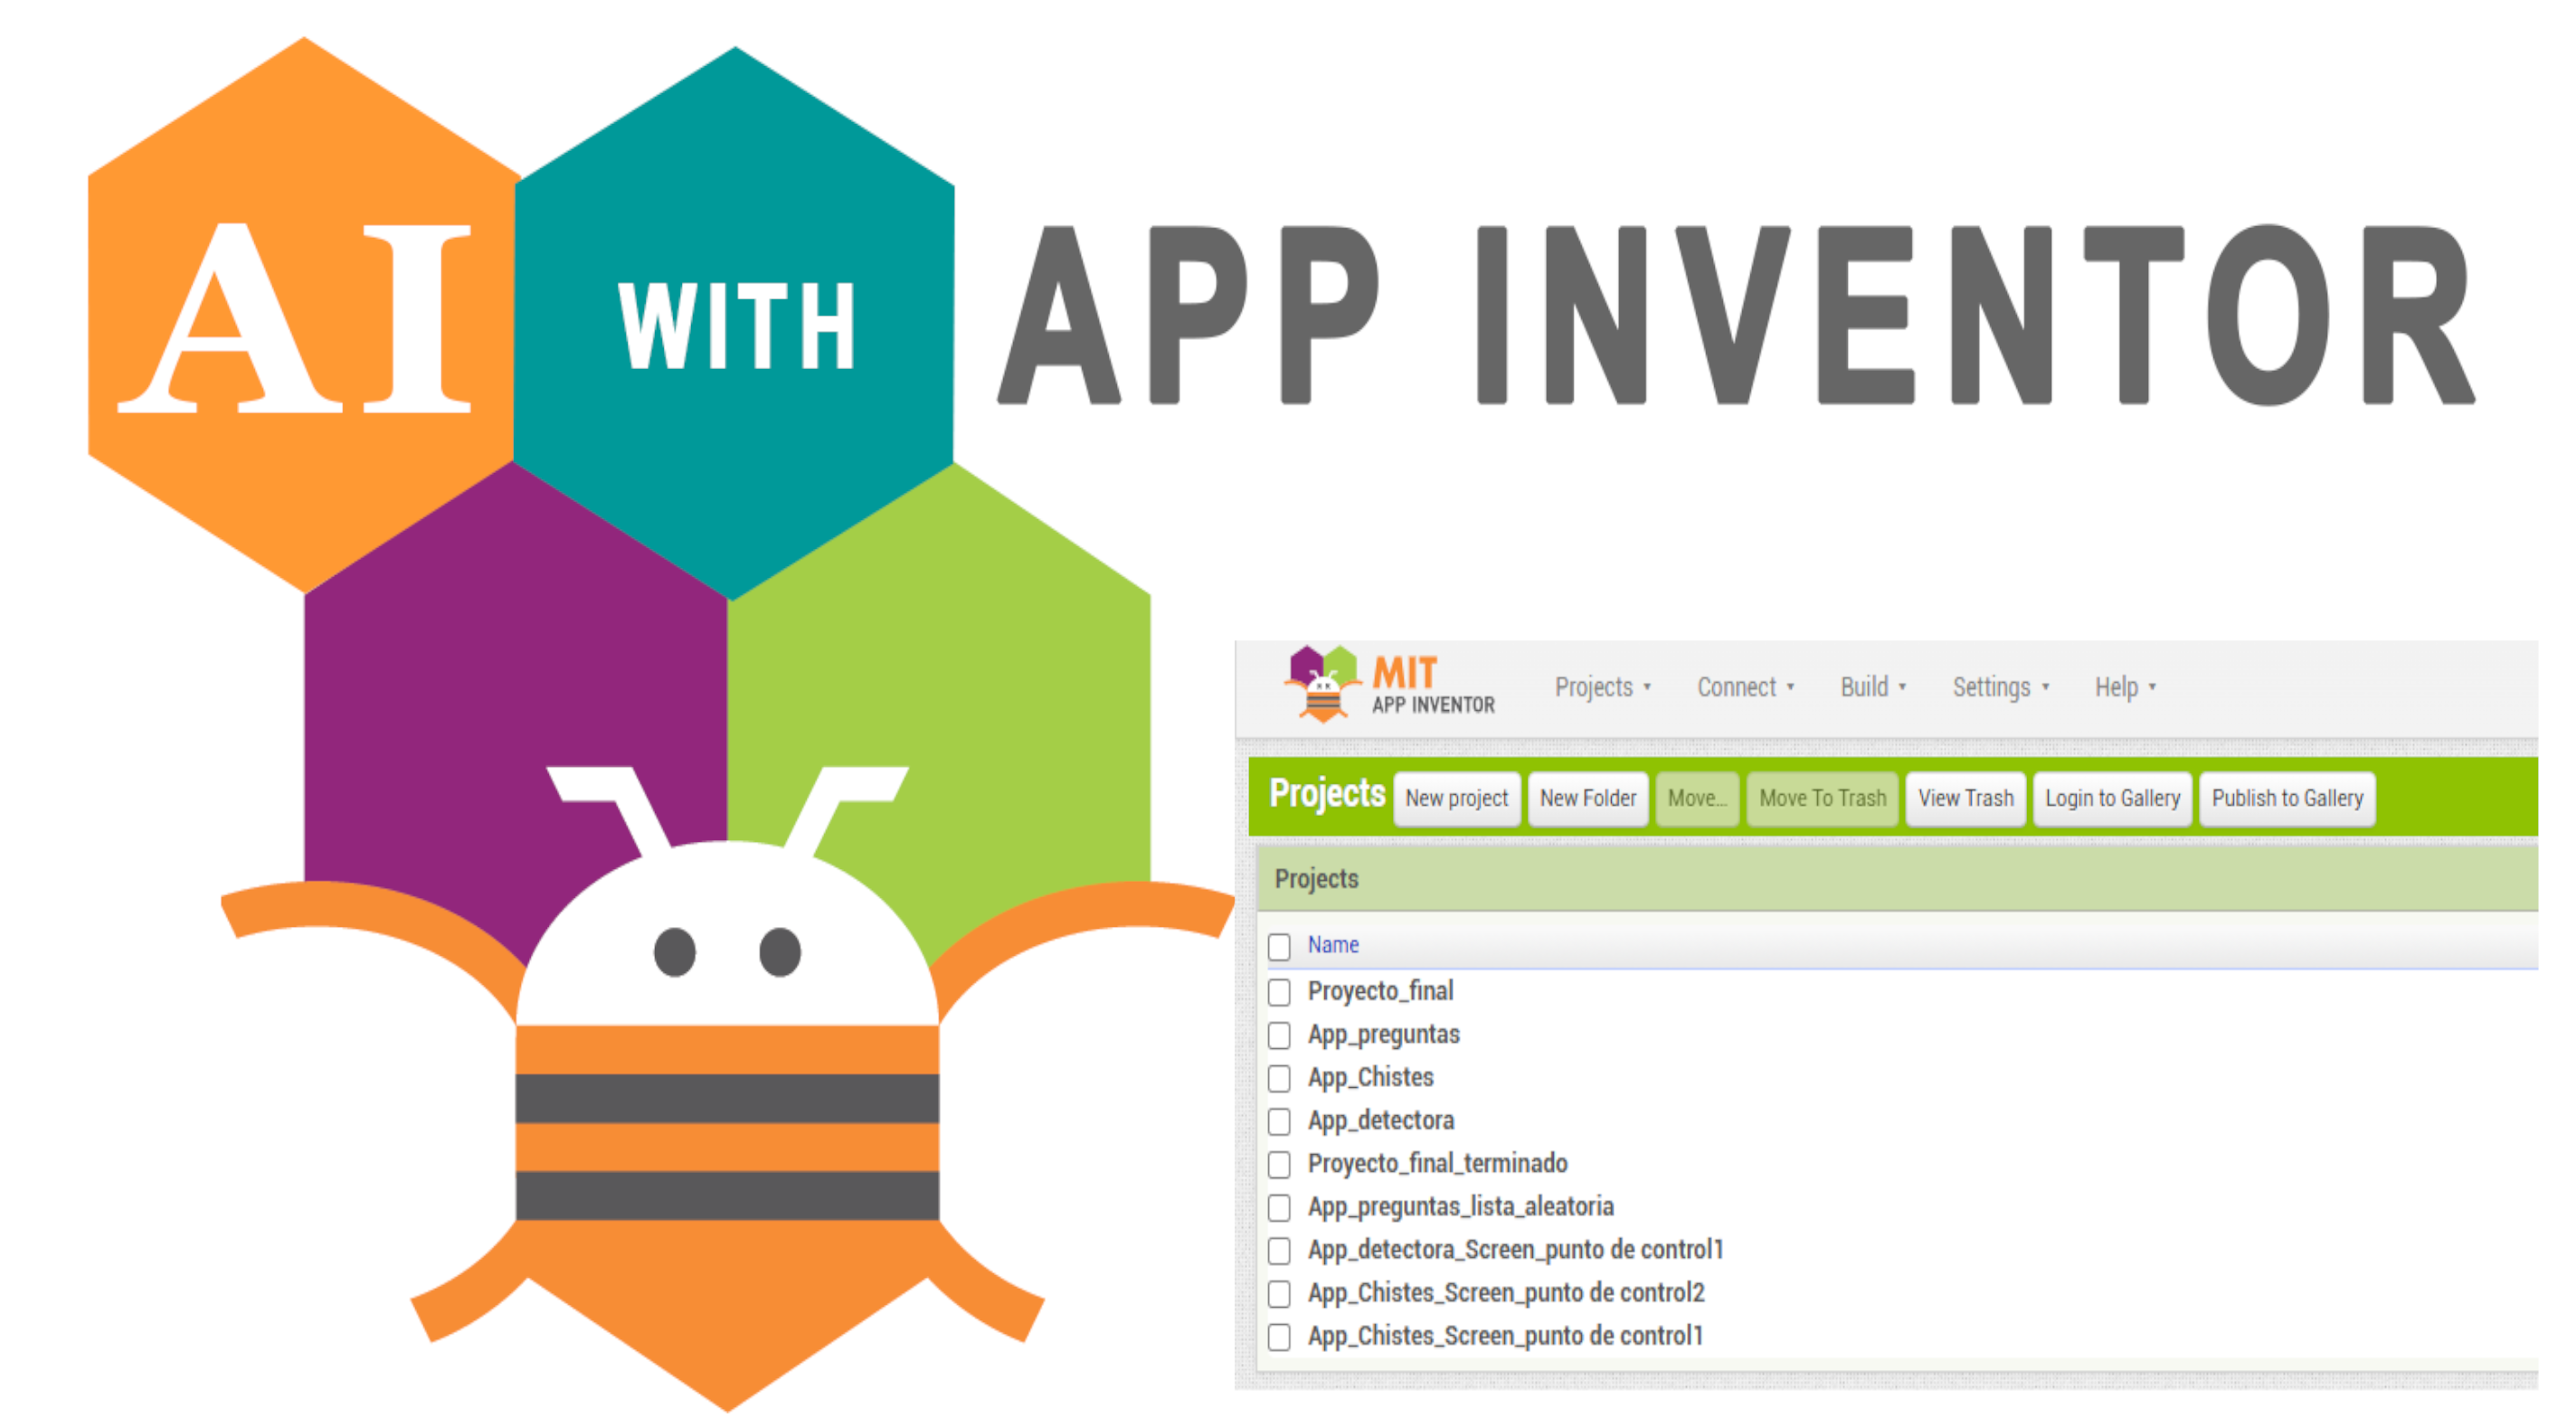 AI WITH APP INVENTOR
MIT
APP INVENTOR
Projects Connect Build Settings Help
Projects New project New Folder Move... Move To Trash View Trash Login to Gallery Publish to Gallery
Projects
Name
Proyecto_final
App_preguntas
App_Chistes
App_detectora
Proyecto_final_terminado
App_preguntas_lista_aleatoria
App_detectora_Screen_punto de control1
App_Chistes_Screen_punto de control2
App_Chistes_Screen_punto de control1